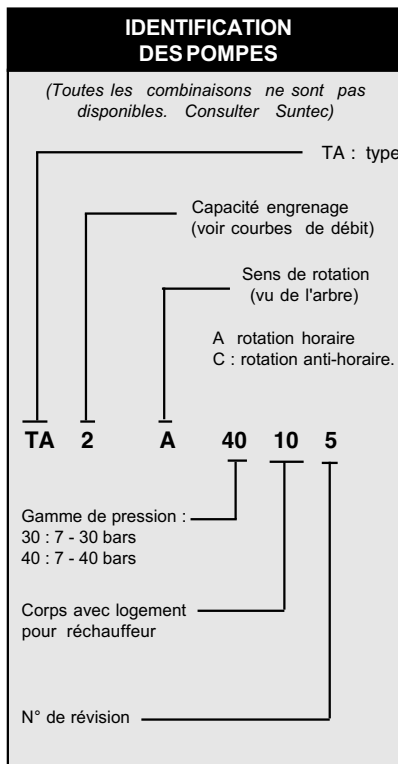 IDENTIFICATION
DES POMPES
(Toutes les combinaisons ne sont pas
disponibles. Consulter Suntec)
TA : type
Capacité engrenage
(voir courbes de débit)
Sens de rotation
(vu de l'arbre)
A rotation horaire
C : rotation anti-horaire.
TA 2 A 40 10 5
Gamme de pression :
30 : 7 - 30 bars
40 : 7 - 40 bars
Corps avec logement
pour réchauffeur
N° de révision